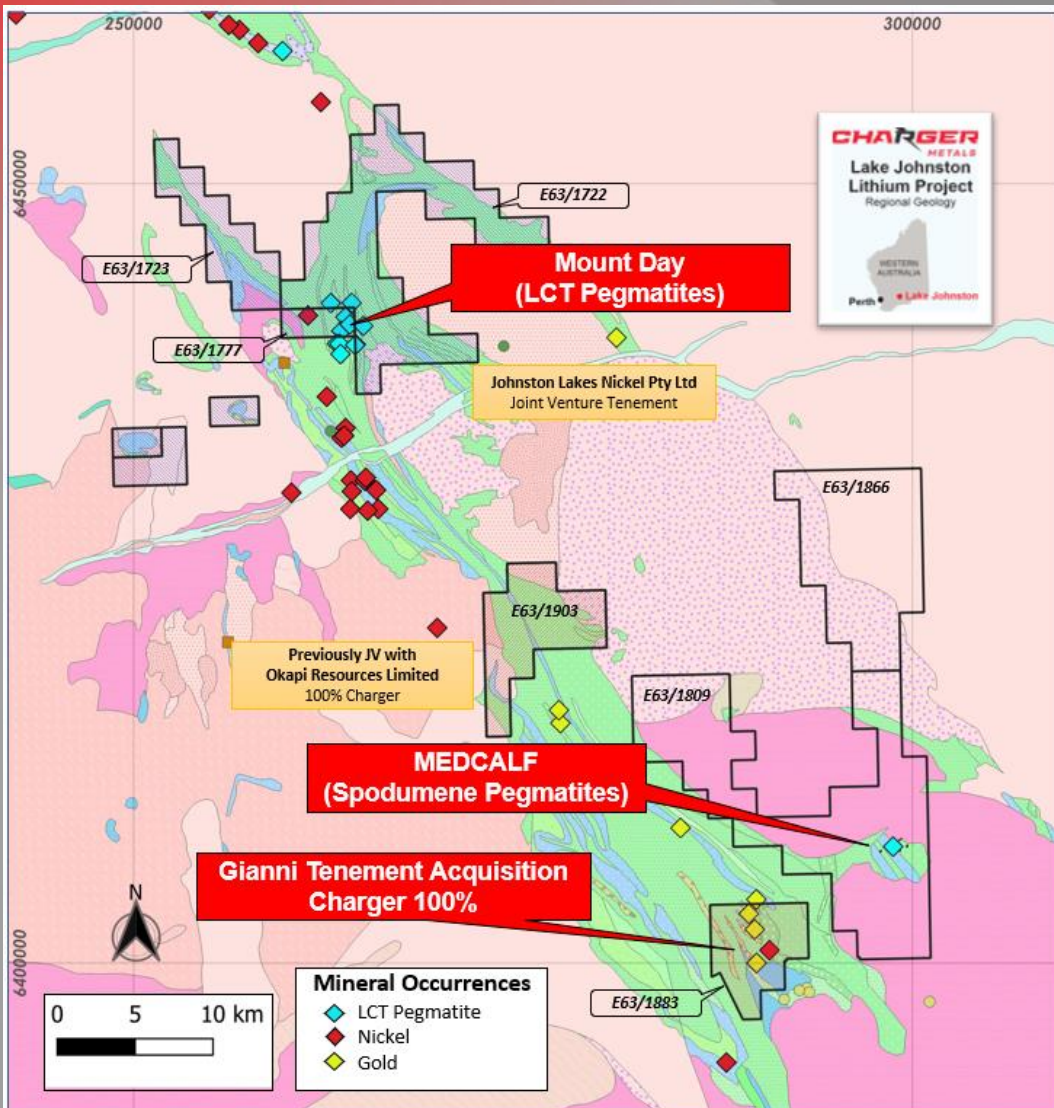 250000
300000
6450000
CHARGER
METALS
Lake Johnston
Lithium Project
Regional Geology
WESTERN
AUSTRALIA
Perth
Lake Johnston
E63/1722
E63/1723
Mount Day
(LCT Pegmatites)
E63/1777
Johnston Lakes Nickel Pty Ltd
Joint Venture Tenement
E63/1866
E63/1903
Previously JV with
Okapi Resources Limited
100% Charger
E63/1809
MEDCALF
(Spodumene Pegmatites)
Gianni Tenement Acquisition
Charger 100%
N
6400000
E63/1883
Mineral Occurrences
LCT Pegmatite
Nickel
Gold
0 5 10 km